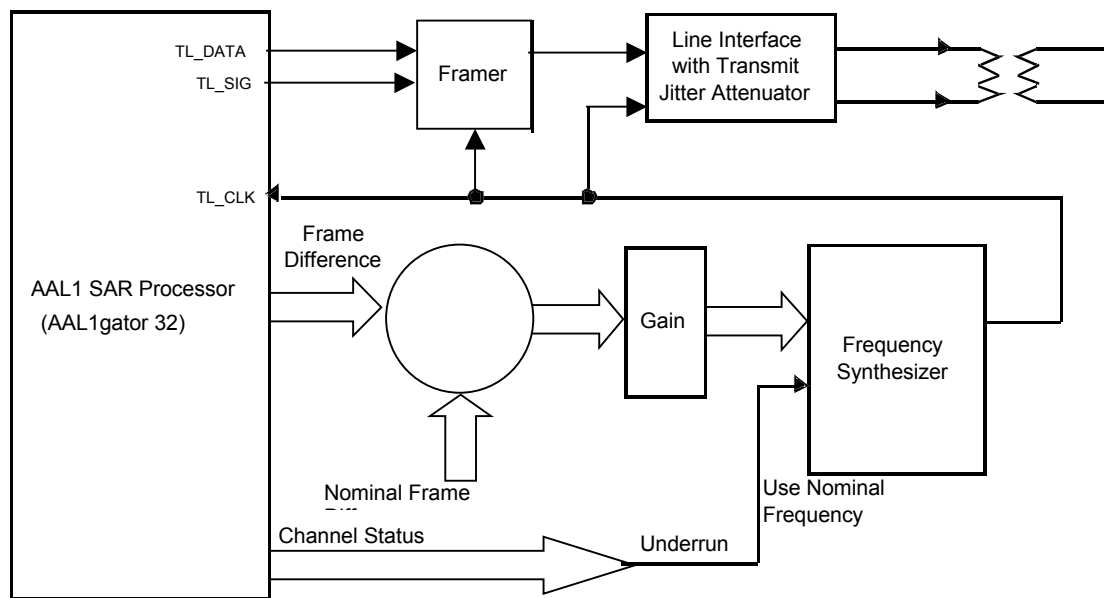 TL_DATA
TL_SIG
Framer
Line Interface
with Transmit
Jitter Attenuator
TL_CLK
Frame
Difference
AAL1 SAR Processor
(AAL1gator 32)
Gain
Frequency
Synthesizer
Nominal Frame
Use Nominal
Frequency
Channel Status
Underrun